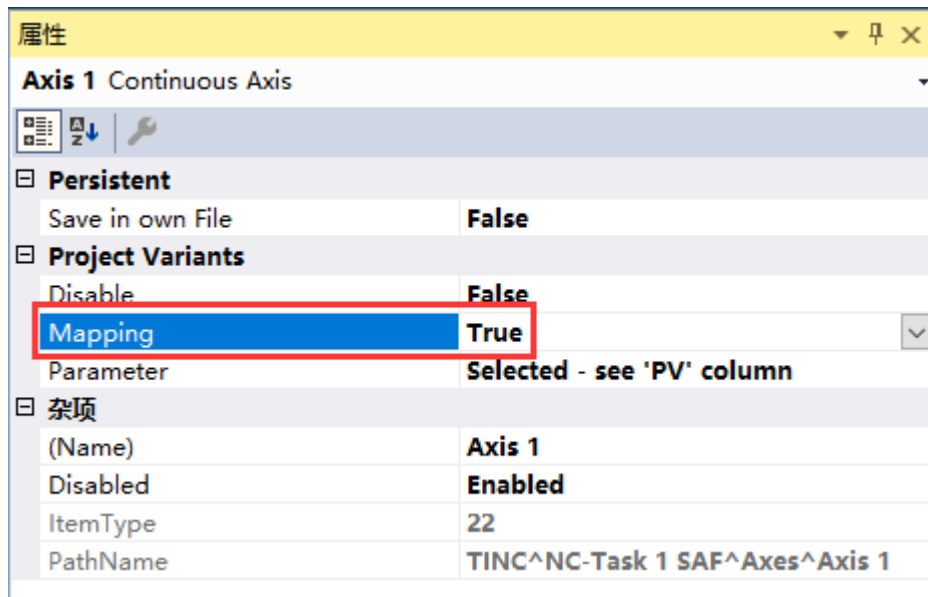 属性
Axis 1 Continuous Axis
Persistent
Save in own File False
Project Variants
Disable False
Mapping True
Parameter Selected - see 'PV' column
杂项
(Name) Axis 1
Disabled Enabled
ItemType 22
PathName TINC^NC-Task 1 SAF^Axes^Axis 1